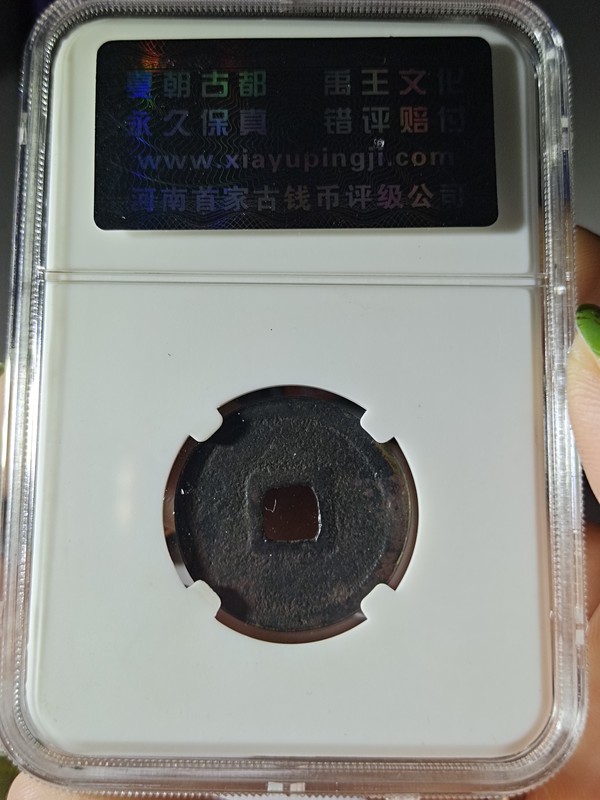 夏朝古都 禹王文化
永久保真 错评赔付
www.xiayupingji.com
河南首家古钱币评级公司